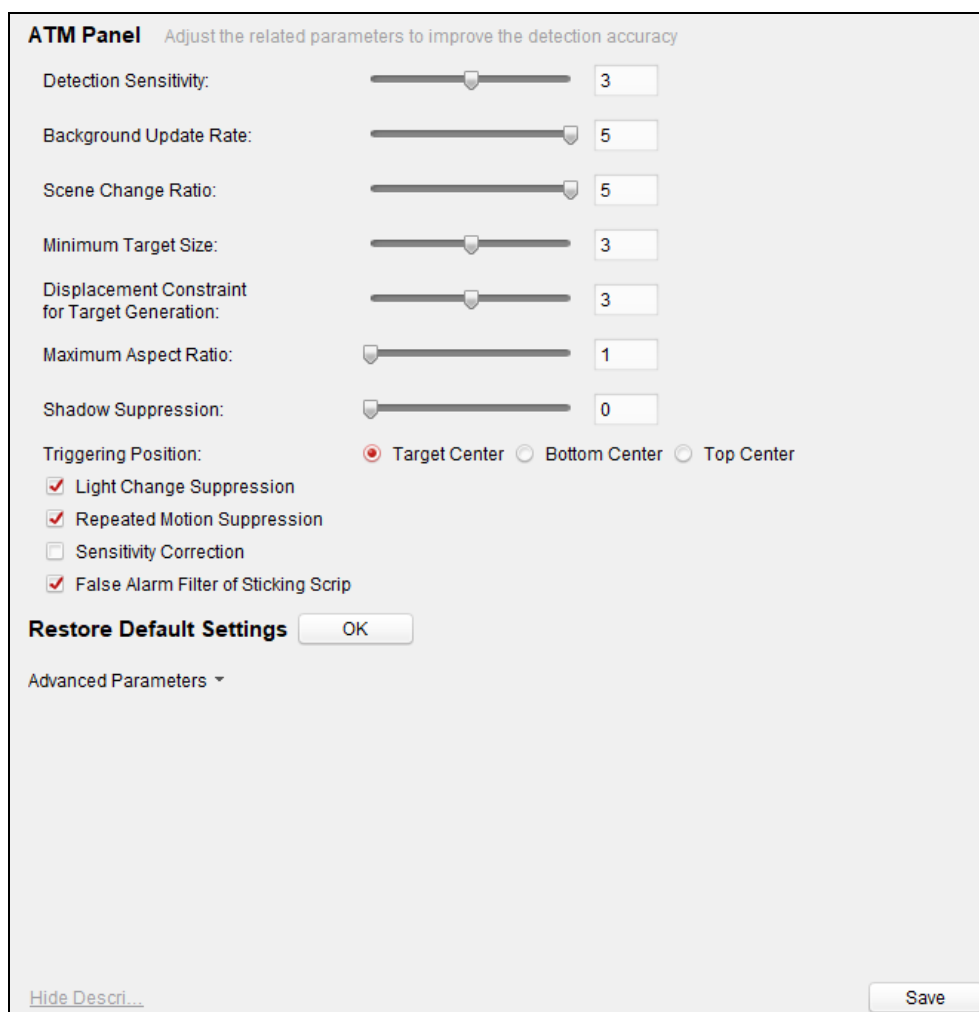 ATM Panel Adjust the related parameters to improve the detection accuracy
Detection Sensitivity: 3
Background Update Rate: 5
Scene Change Ratio: 5
Minimum Target Size: 3
Displacement Constraint
for Target Generation: 3
Maximum Aspect Ratio: 1
Shadow Suppression: 0
Triggering Position: Target Center Bottom Center Top Center
Light Change Suppression
Repeated Motion Suppression
Sensitivity Correction
False Alarm Filter of Sticking Scrip
Restore Default Settings OK
Advanced Parameters
Hide Descri... Save